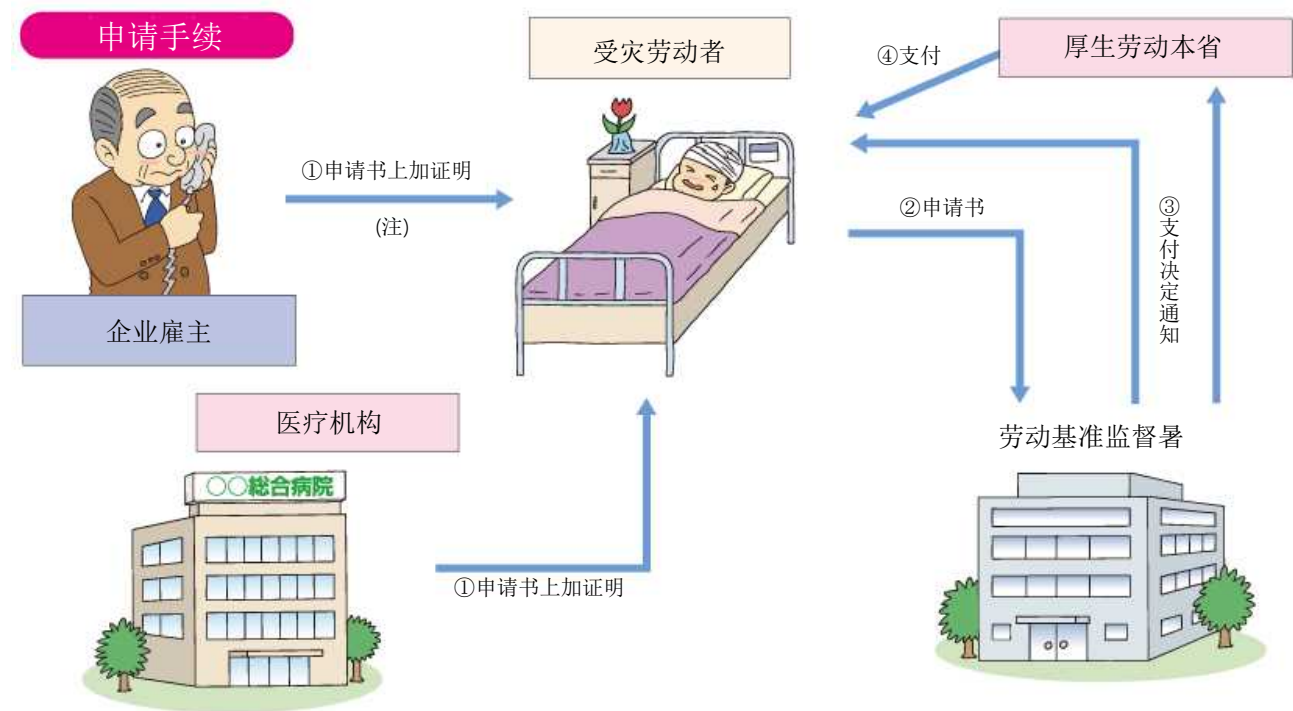 申请手续
受灾劳动者
厚生劳动本省
④支付
①申请书上加证明
(注)
②申请书
③支付决定通知
企业雇主
医疗机构
劳动基准监督暑
〇〇総合病院
①申请书上加证明